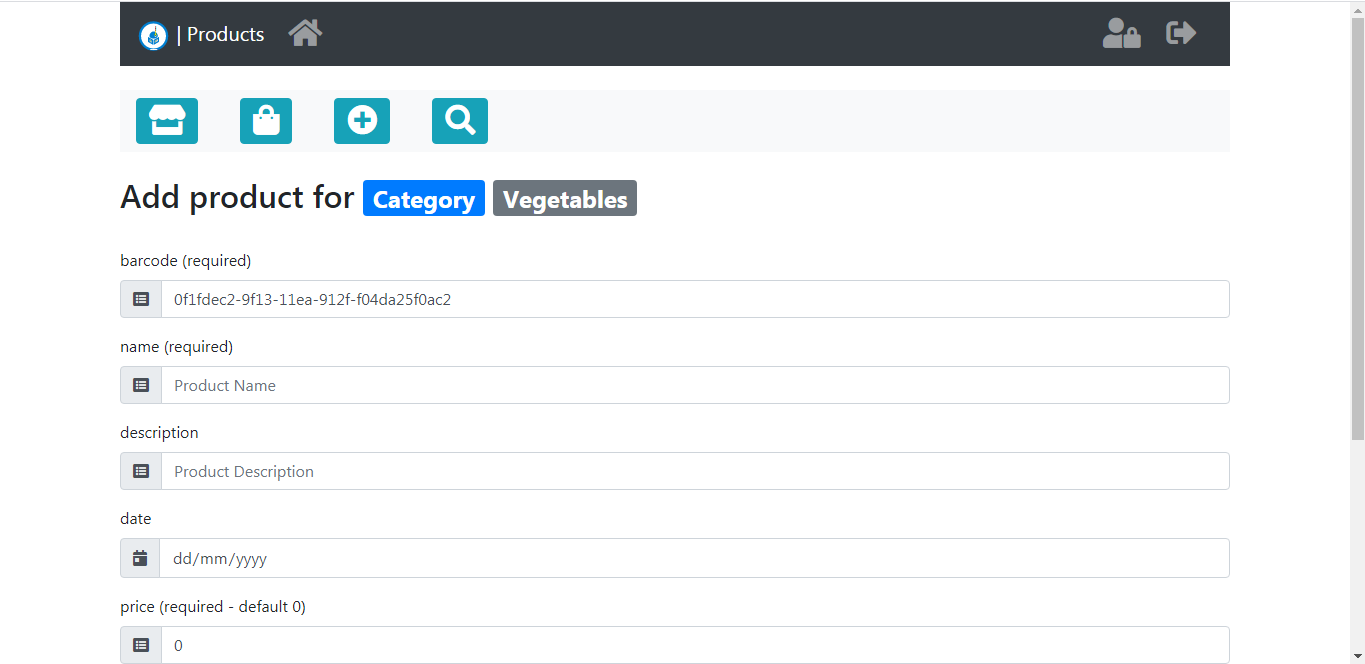 | Products
Add product for Category Vegetables
barcode (required)
0f1fdec2-9f13-11ea-912f-f04da25f0ac2
name (required)
Product Name
description
Product Description
date
dd/mm/yyyy
price (required - default 0)
0